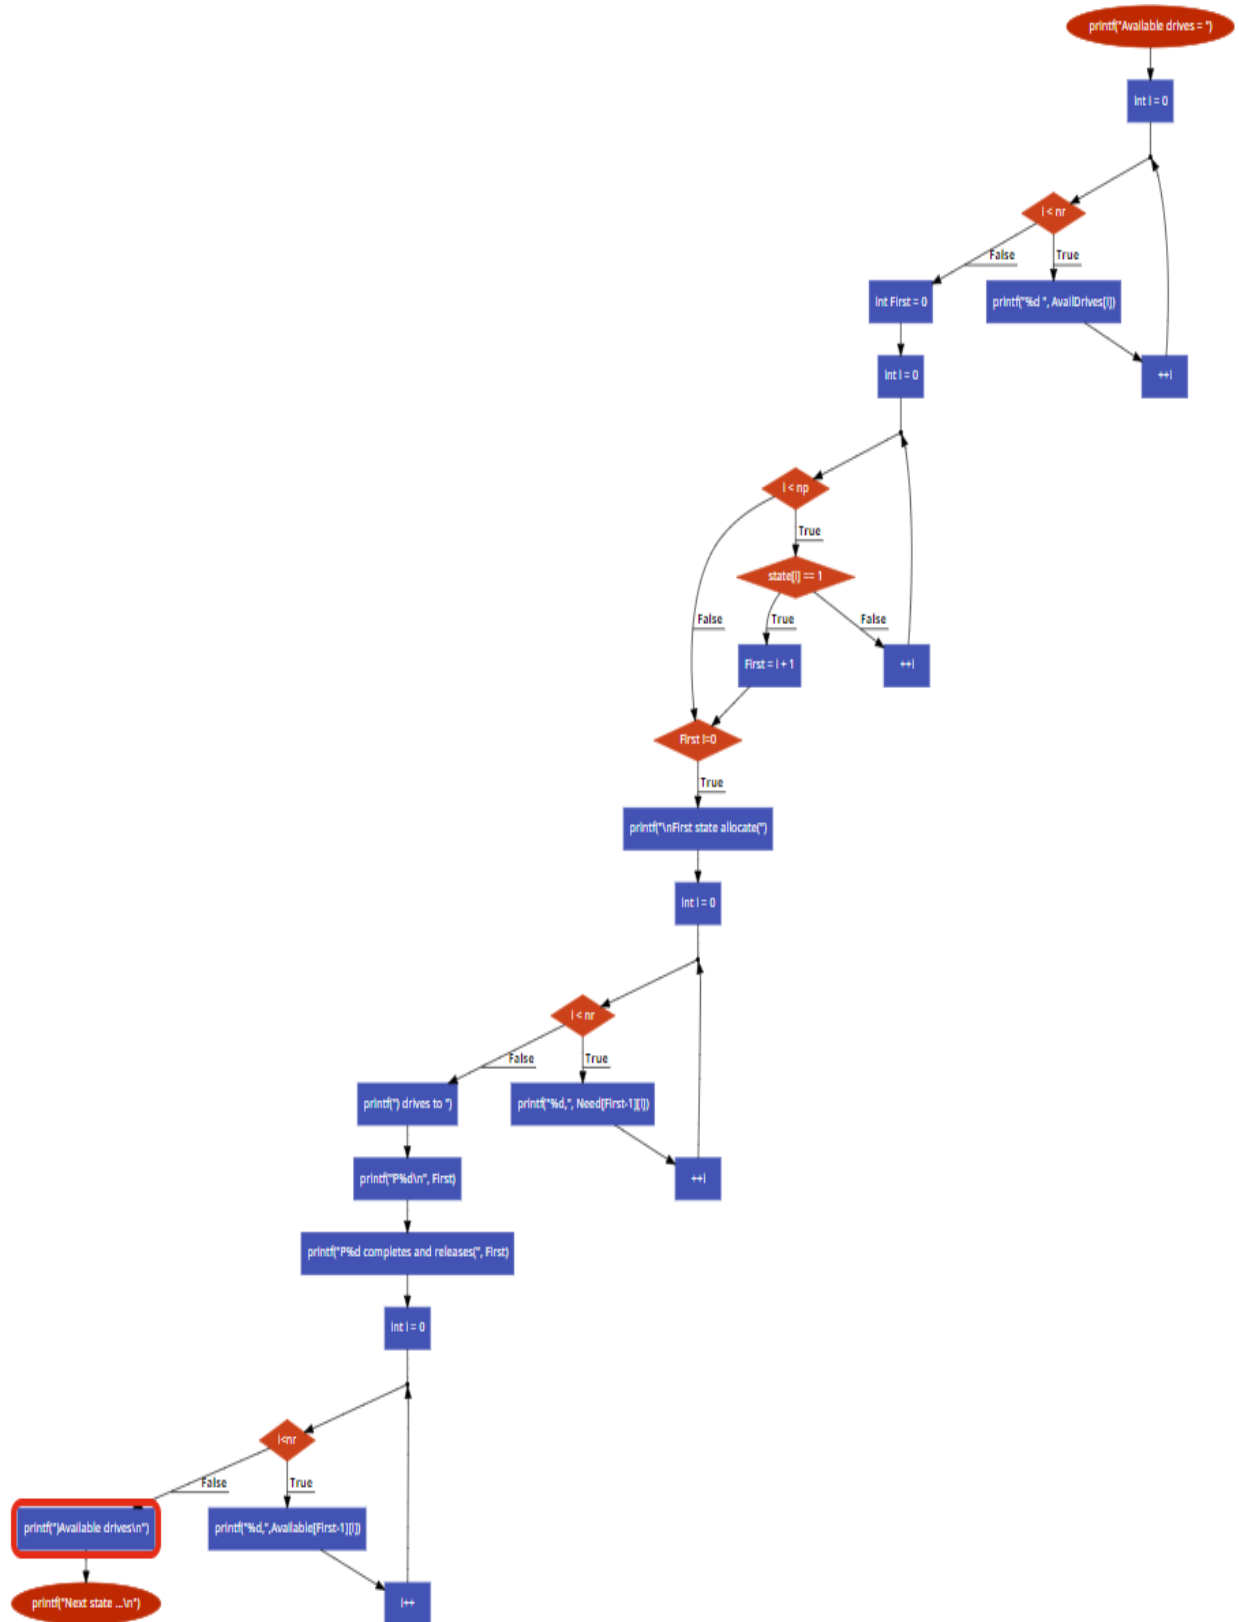 printf("Available drives = ")
int i = 0
i < nr
False
True
int First = 0
printf("%d ", AvailDrives[i])
int i = 0
++i
i < np
True
state[i] == 1
False
True
False
First = i + 1
++i
First !=0
True
printf("\nFirst state allocate(")
int i = 0
i < nr
False
True
printf(") drives to ")
printf("%d,", Need[First-1][i])
printf("P%d\n", First)
++i
printf("P%d completes and releases(", First)
int i = 0
i<nr
False
True
printf(")Available drives\n")
printf("%d,",Available[First-1][i])
printf("Next state ...\n")
i++